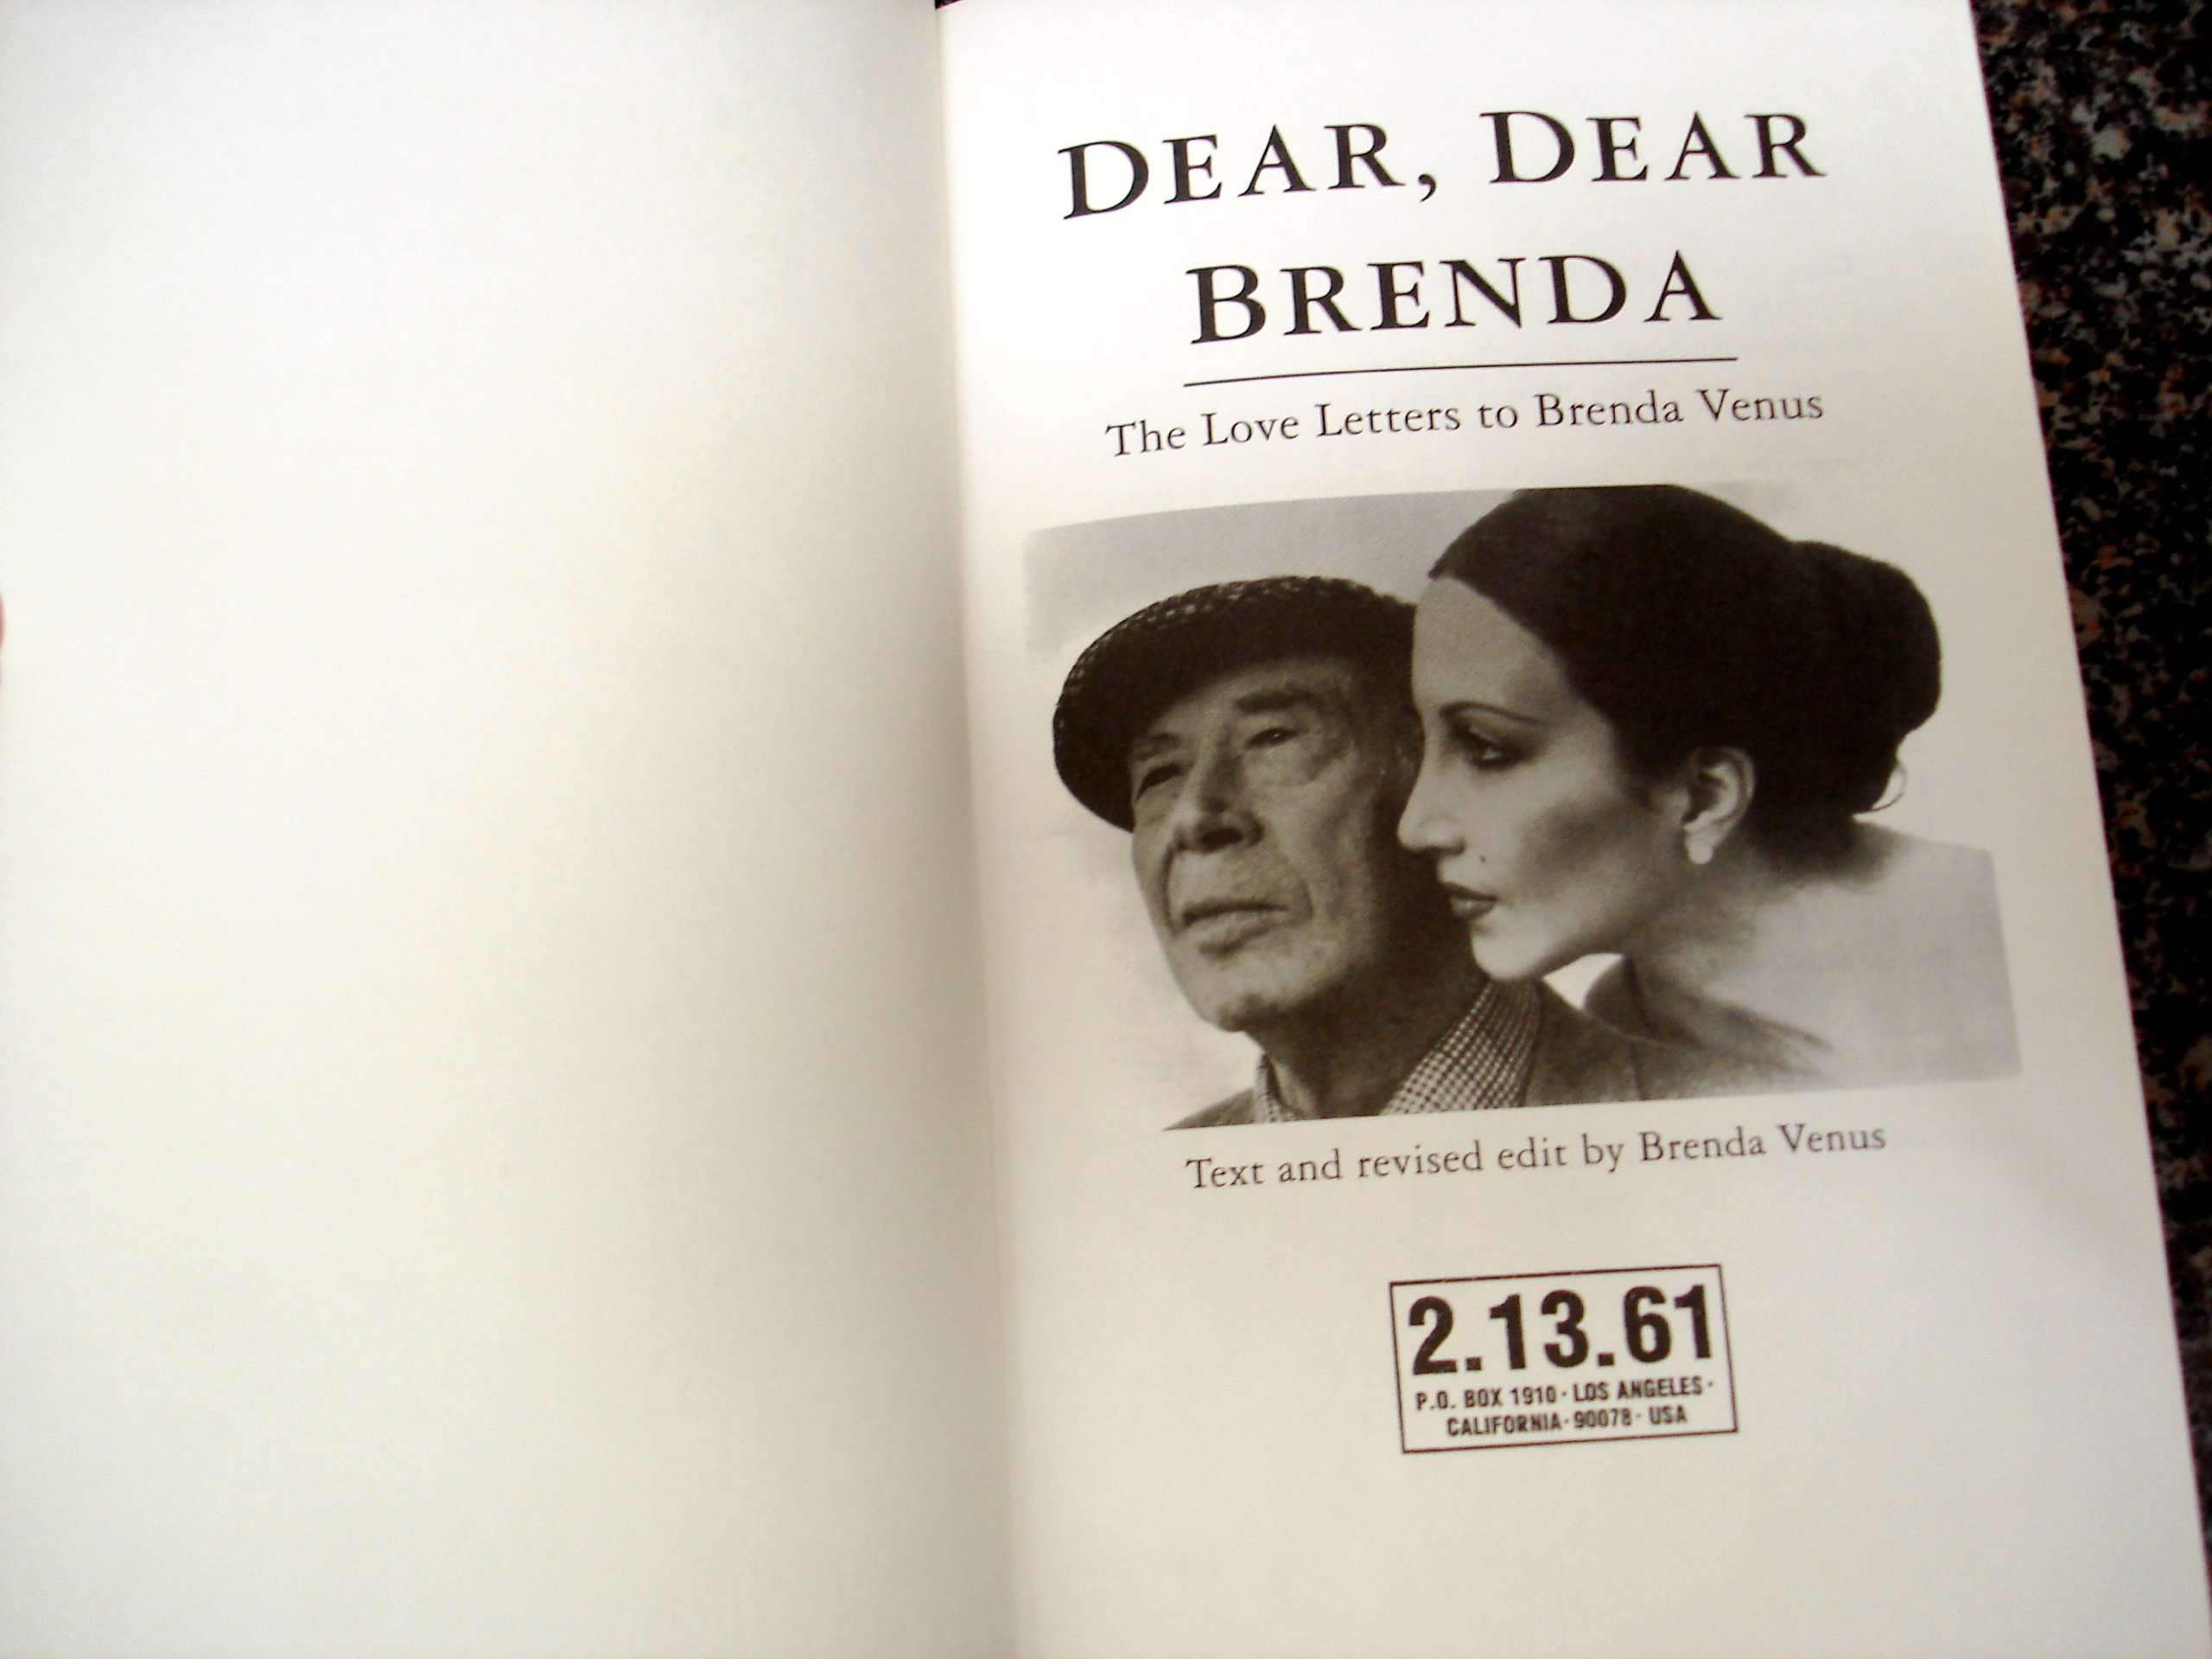 DEAR, DEAR
BRENDA
The Love Letters to Brenda Venus
Text and revised edit by Brenda Venus
2.13.61
P.O. BOX 1910 · LOS ANGELES ·
CALIFORNIA · 90078 · USA